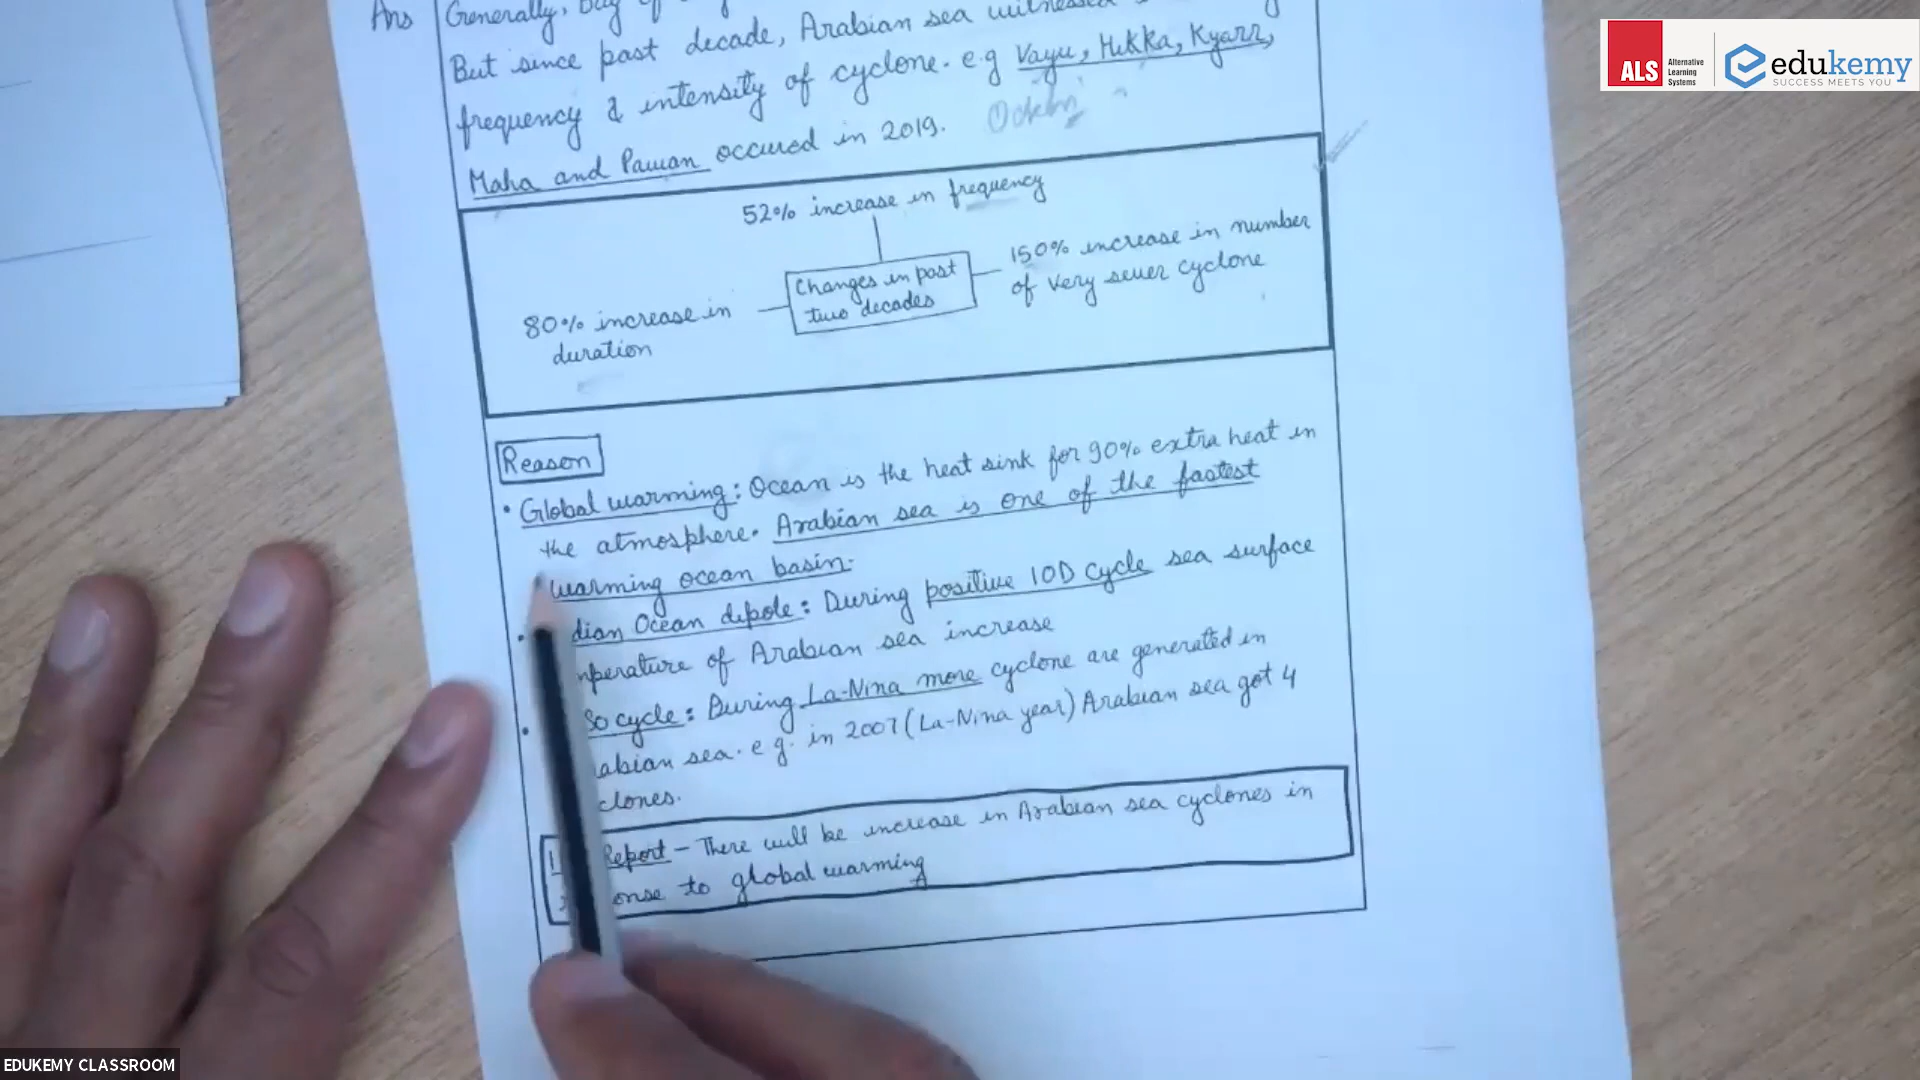 Ans Generally, Bay of
But since past decade, Arabian sea witnessed
frequency & intensity of cyclone. e.g Vayu, Hikka, Kyarr,
Maha and Pawan occured in 2019. Ockhi
52% increase in frequency
80% increase in
duration
Changes in past
two decades
150% increase in number
of very sever cyclone
Reason
• Global warming: Ocean is the heat sink for 90% extra heat in
the atmosphere. Arabian sea is one of the fastest
warming ocean basin.
• dian Ocean dipole: During positive IOD cycle sea surface
mperature of Arabian sea increase
• so cycle: During La-Nina more cyclone are generated in
abian sea. e.g. in 2007 (La-Nina year) Arabian sea got 4
clones.
Report - There will be increase in Arabian sea cyclones in
onse to global warming
ALS Alternative Learning Systems
edukemy
SUCCESS MEETS YOU
EDUKEMY CLASSROOM